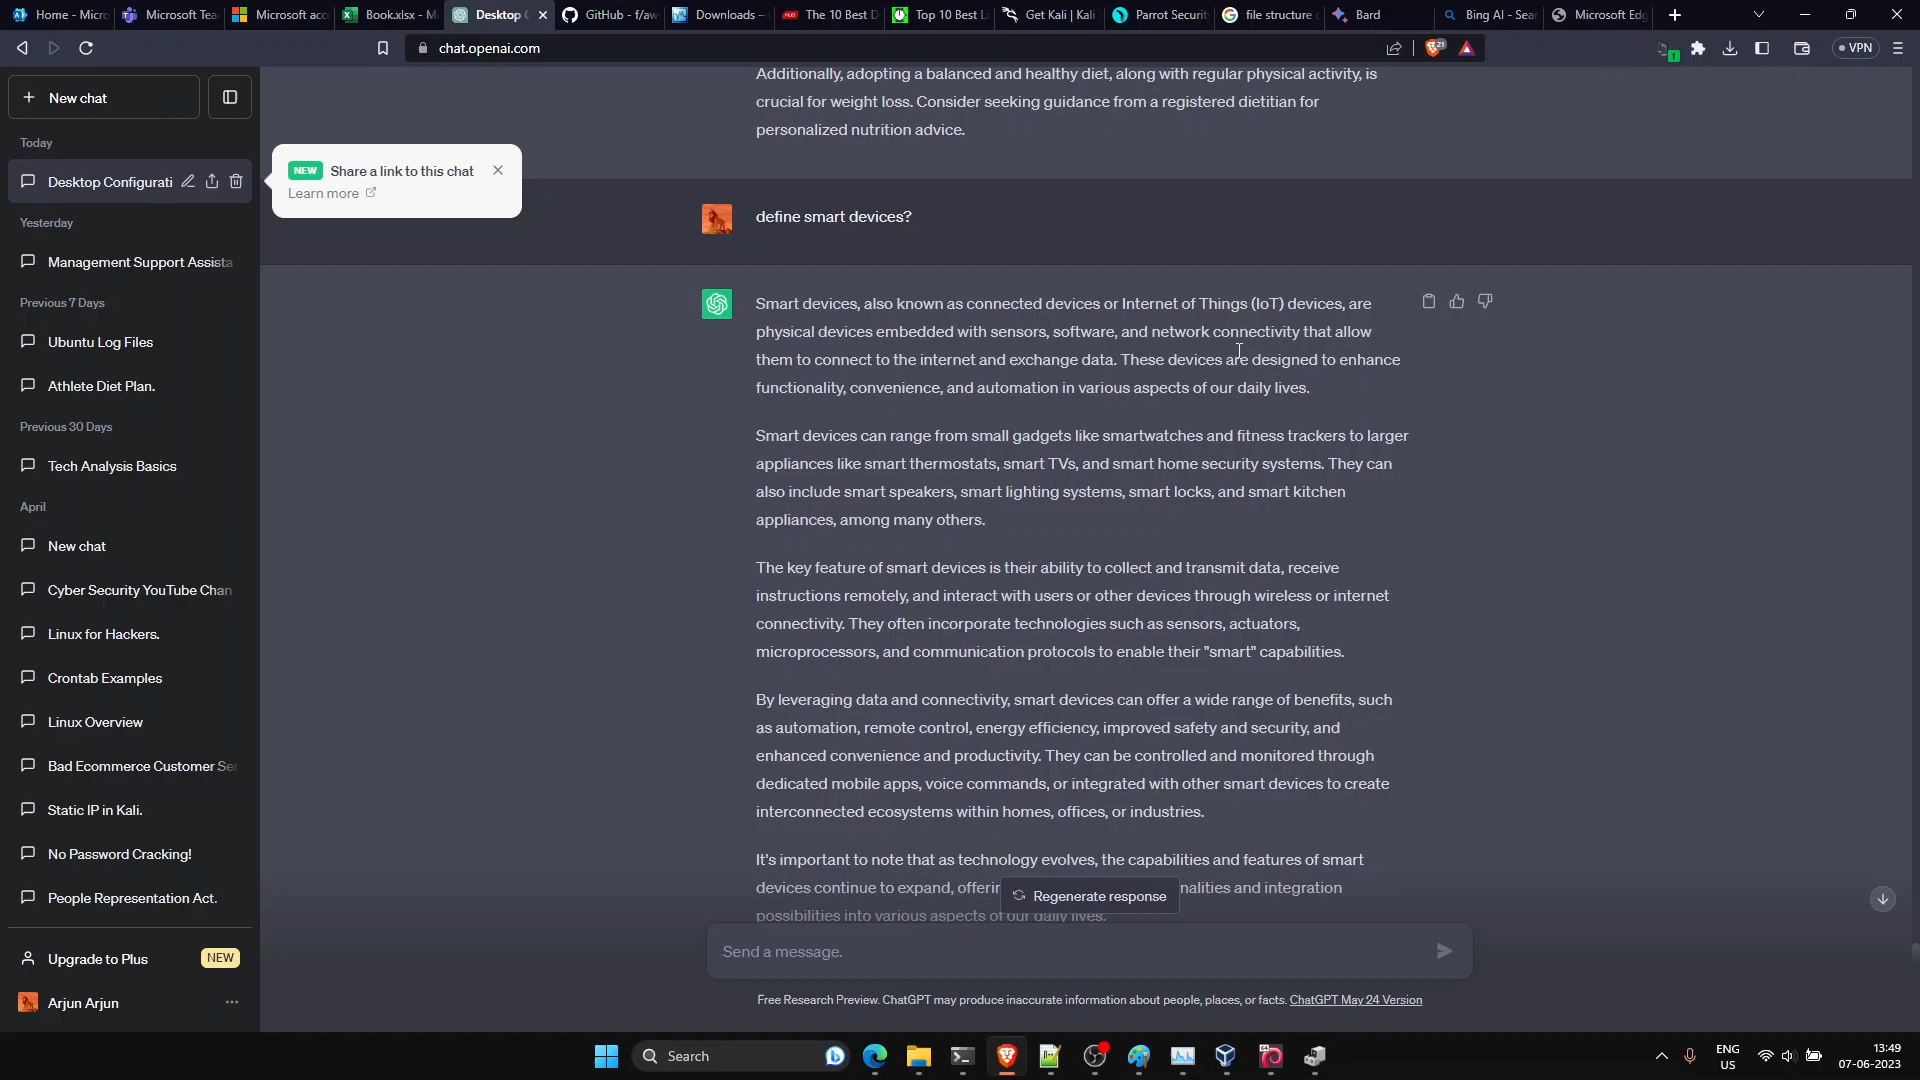 Home - Micro
Microsoft Tea
Microsoft acc
Book.xlsx - M
Desktop C
GitHub - f/aw
Downloads –
The 10 Best D
Top 10 Best Li
Get Kali | Kali
Parrot Securit
file structure o
Bard
Bing AI - Sear
Microsoft Edg
chat.openai.com
VPN
New chat
Today
Desktop Configurati
Yesterday
Management Support Assista
Previous 7 Days
Ubuntu Log Files
Athlete Diet Plan.
Previous 30 Days
Tech Analysis Basics
April
New chat
Cyber Security YouTube Chan
Linux for Hackers.
Crontab Examples
Linux Overview
Bad Ecommerce Customer Ser
Static IP in Kali.
No Password Cracking!
People Representation Act.
Upgrade to Plus
NEW
Arjun Arjun
NEW Share a link to this chat
Learn more
Additionally, adopting a balanced and healthy diet, along with regular physical activity, is
crucial for weight loss. Consider seeking guidance from a registered dietitian for
personalized nutrition advice.
define smart devices?
Smart devices, also known as connected devices or Internet of Things (IoT) devices, are
physical devices embedded with sensors, software, and network connectivity that allow
them to connect to the internet and exchange data. These devices are designed to enhance
functionality, convenience, and automation in various aspects of our daily lives.
Smart devices can range from small gadgets like smartwatches and fitness trackers to larger
appliances like smart thermostats, smart TVs, and smart home security systems. They can
also include smart speakers, smart lighting systems, smart locks, and smart kitchen
appliances, among many others.
The key feature of smart devices is their ability to collect and transmit data, receive
instructions remotely, and interact with users or other devices through wireless or internet
connectivity. They often incorporate technologies such as sensors, actuators,
microprocessors, and communication protocols to enable their "smart" capabilities.
By leveraging data and connectivity, smart devices can offer a wide range of benefits, such
as automation, remote control, energy efficiency, improved safety and security, and
enhanced convenience and productivity. They can be controlled and monitored through
dedicated mobile apps, voice commands, or integrated with other smart devices to create
interconnected ecosystems within homes, offices, or industries.
It's important to note that as technology evolves, the capabilities and features of smart
devices continue to expand, offerin
nalities and integration
Regenerate response
possibilities into various aspects of our daily lives.
Send a message.
Free Research Preview. ChatGPT may produce inaccurate information about people, places, or facts. ChatGPT May 24 Version
Search
ENG
US
13:49
07-06-2023